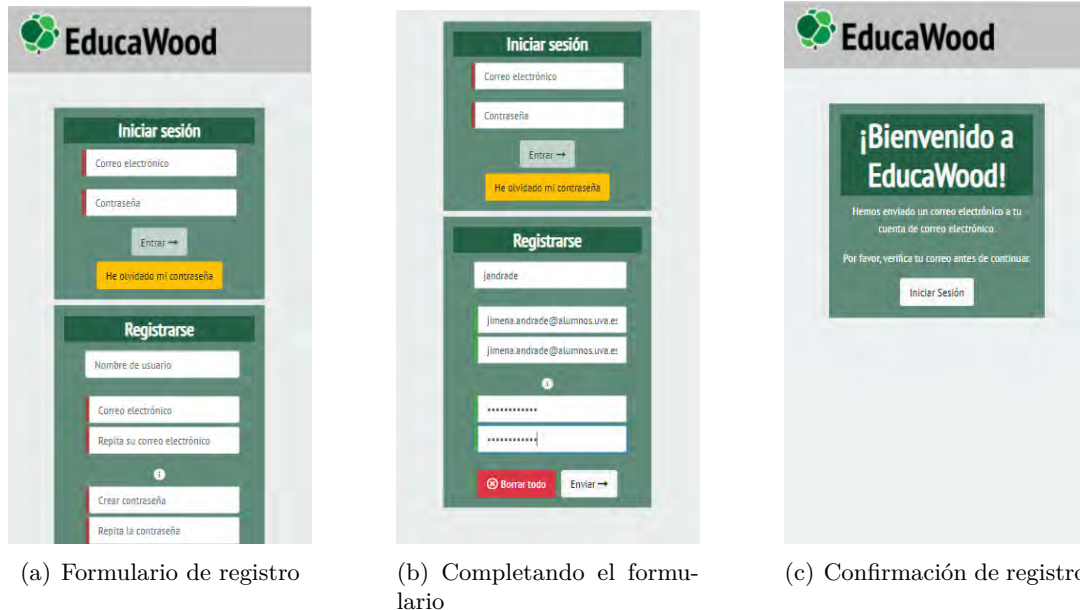 EducaWood
Iniciar sesión
Correo electrónico
Contraseña
Entrar →
He olvidado mi contraseña
Registrarse
Nombre de usuario
Correo electrónico
Repita su correo electrónico
Crear contraseña
Repita la contraseña
(a) Formulario de registro
Iniciar sesión
Correo electrónico
Contraseña
Entrar →
He olvidado mi contraseña
Registrarse
jandrade
jimena.andrade@alumnos.uva.es
jimena.andrade@alumnos.uva.es
••••••••••••
••••••••••••
Borrar todo
Enviar →
(b) Completando el formu-
lario
EducaWood
¡Bienvenido a
EducaWood!
Hemos enviado un correo electrónico a tu
cuenta de correo electrónico.
Por favor, verifica tu correo antes de continuar.
Iniciar Sesión
(c) Confirmación de registro